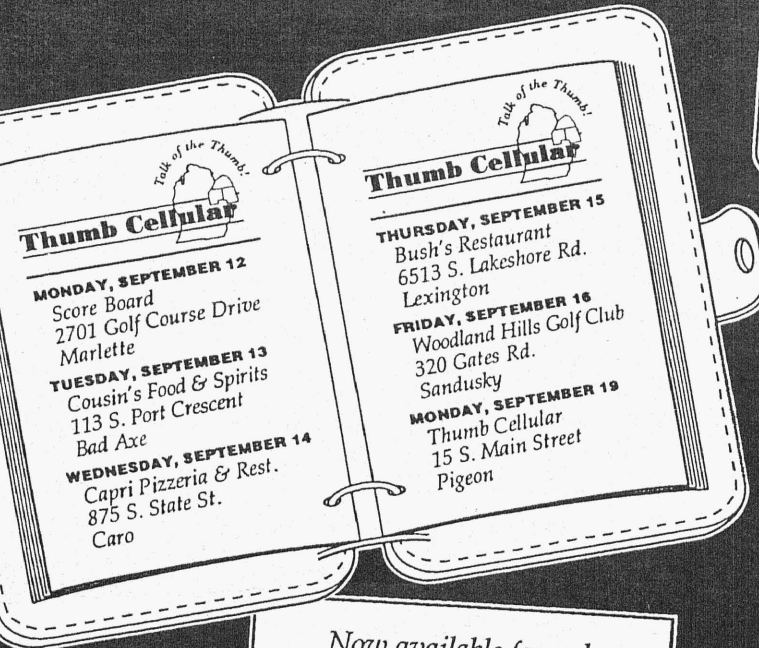 Talk of the Thumb!
Thumb Cellular
MONDAY, SEPTEMBER 12
Score Board
2701 Golf Course Drive
Marlette
TUESDAY, SEPTEMBER 13
Cousin's Food & Spirits
113 S. Port Crescent
Bad Axe
WEDNESDAY, SEPTEMBER 14
Capri Pizzeria & Rest.
875 S. State St.
Caro
Talk of the Thumb!
Thumb Cellular
THURSDAY, SEPTEMBER 15
Bush's Restaurant
6513 S. Lakeshore Rd.
Lexington
FRIDAY, SEPTEMBER 16
Woodland Hills Golf Club
320 Gates Rd.
Sandusky
MONDAY, SEPTEMBER 19
Thumb Cellular
15 S. Main Street
Pigeon
Now available